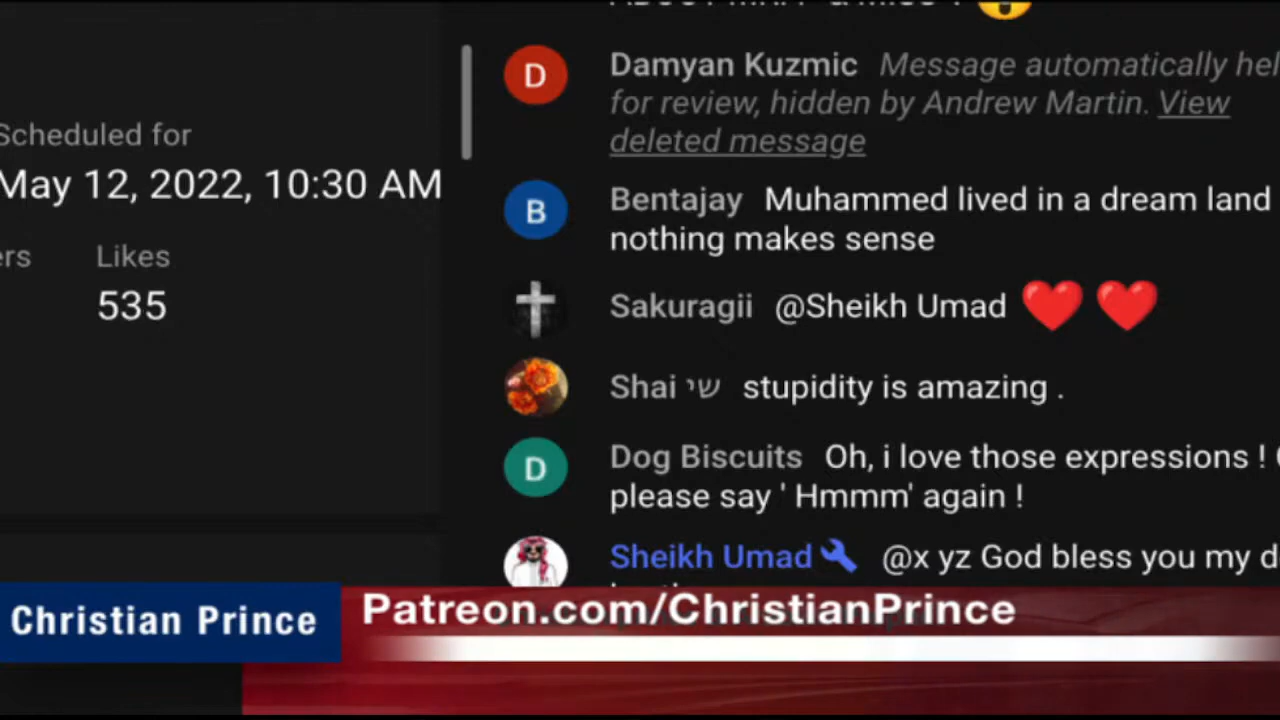 Scheduled for
May 12, 2022, 10:30 AM
Likes
535
Damyan Kuzmic Message automatically
for review, hidden by Andrew Martin. View
deleted message
Bentajay Muhammed lived in a dream land
nothing makes sense
Sakuragii @Sheikh Umad ❤️ ❤️
Shai שי stupidity is amazing .
Dog Biscuits Oh, i love those expressions !
please say ' Hmmm' again !
Sheikh Umad @x yz God bless you my
Christian Prince
Patreon.com/ChristianPrince
D
B
D